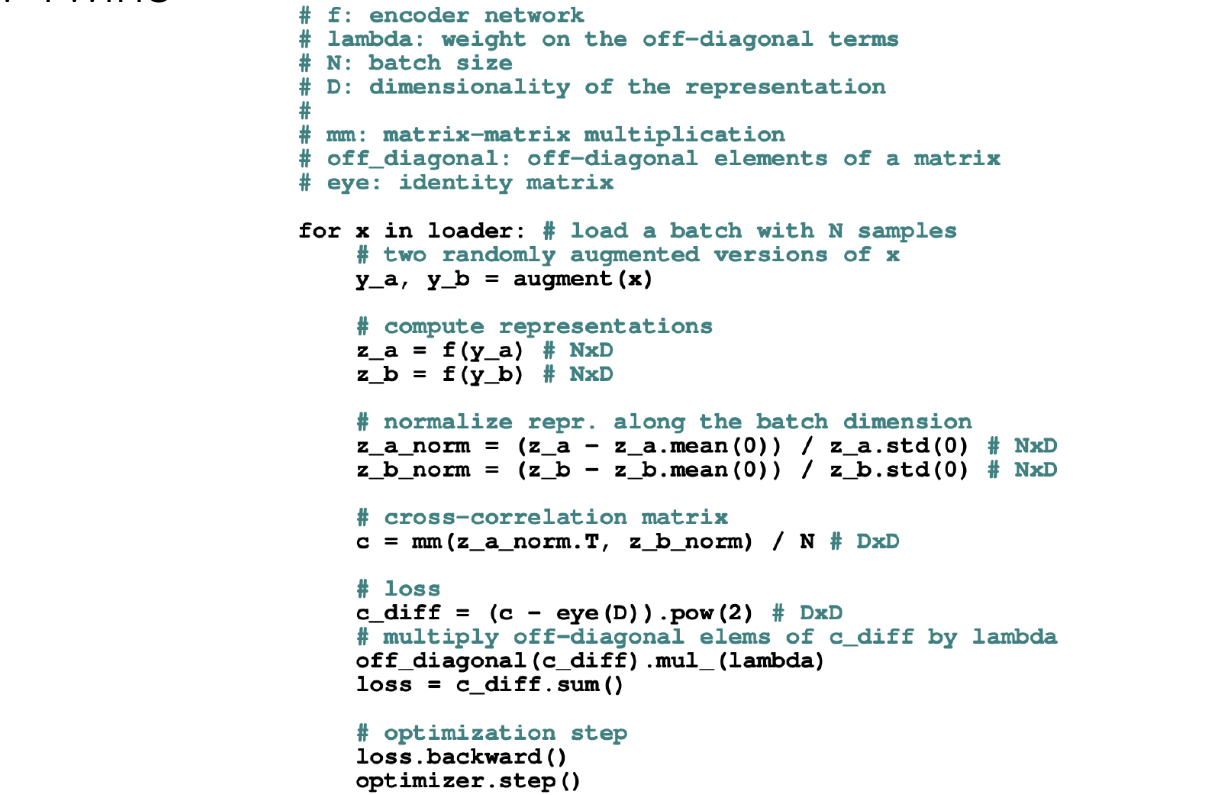 # f: encoder network
# lambda: weight on the off-diagonal terms
# N: batch size
# D: dimensionality of the representation
#
# mm: matrix-matrix multiplication
# off_diagonal: off-diagonal elements of a matrix
# eye: identity matrix

for x in loader: # load a batch with N samples
    # two randomly augmented versions of x
    y_a, y_b = augment(x)

    # compute representations
    z_a = f(y_a) # NxD
    z_b = f(y_b) # NxD

    # normalize repr. along the batch dimension
    z_a_norm = (z_a - z_a.mean(0)) / z_a.std(0) # NxD
    z_b_norm = (z_b - z_b.mean(0)) / z_b.std(0) # NxD

    # cross-correlation matrix
    c = mm(z_a_norm.T, z_b_norm) / N # DxD

    # loss
    c_diff = (c - eye(D)).pow(2) # DxD
    # multiply off-diagonal elems of c_diff by lambda
    off_diagonal(c_diff).mul_(lambda)
    loss = c_diff.sum()

    # optimization step
    loss.backward()
    optimizer.step()